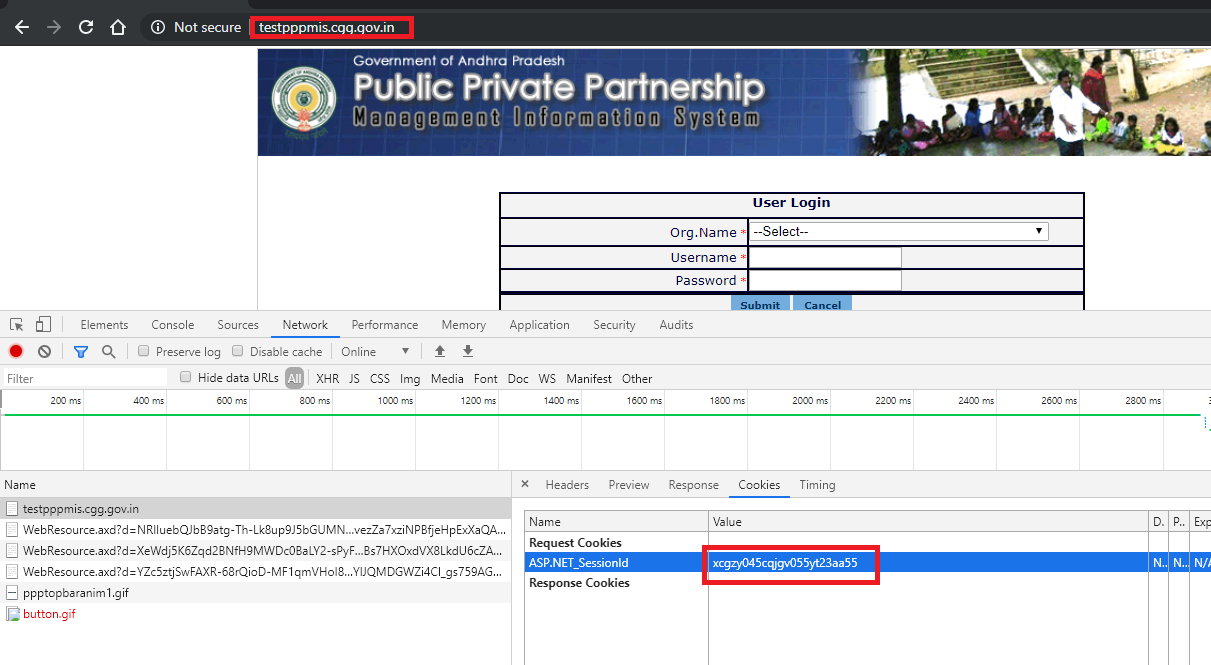 Not secure testpppmis.cgg.gov.in
Government of Andhra Pradesh
Public Private Partnership
Management Information System
User Login
Org.Name * --Select--
Username *
Password *
Submit Cancel
Elements Console Sources Network Performance Memory Application Security Audits
Preserve log Disable cache Online
Filter Hide data URLs All XHR JS CSS Img Media Font Doc WS Manifest Other
200 ms 400 ms 600 ms 800 ms 1000 ms 1200 ms 1400 ms 1600 ms 1800 ms 2000 ms 2200 ms 2400 ms 2600 ms 2800 ms
Name × Headers Preview Response Cookies Timing
testpppmis.cgg.gov.in
WebResource.axd?d=NRlIuebQJbB9atg-Th-Lk8up9J5bGUMN...vezZa7xziNPBfjeHpExXaQA...
WebResource.axd?d=XeWdj5K6Zqd2BNfH9MWDc0BaLY2-sPyF...Bs7HXOxdVX8LkdU6cZA...
WebResource.axd?d=YZc5ztjSwFAXR-68rQioD-MF1qmVHol8...YlJQMDGWZi4CI_gs759AG...
ppptopbaranim1.gif
button.gif
Name Value D. P.. Exp
Request Cookies
ASP.NET_SessionId xcgzy045cqjgv055yt23aa55 N.. N... N/A
Response Cookies